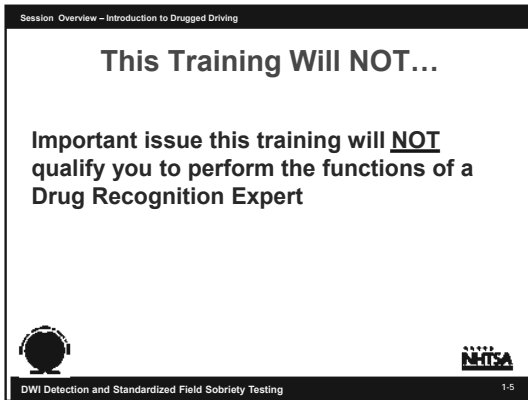 Session Overview – Introduction to Drugged Driving
This Training Will NOT…
Important issue this training will NOT
qualify you to perform the functions of a
Drug Recognition Expert
NHTSA
DWI Detection and Standardized Field Sobriety Testing
1-5